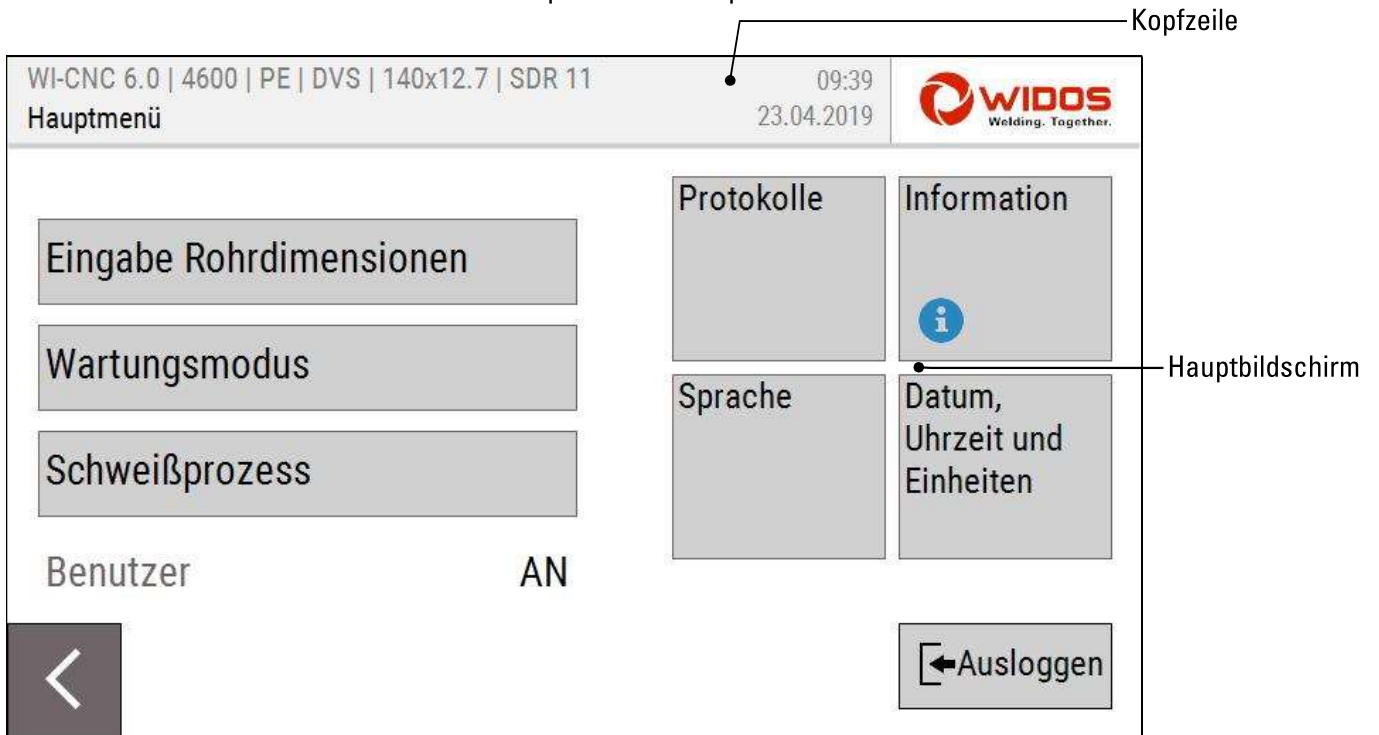 Kopfzeile
WI-CNC 6.0 | 4600 | PE | DVS | 140x12.7 | SDR 11
09:39
Hauptmenü
23.04.2019
WIDOS
Welding. Together.
Protokolle
Information
Eingabe Rohrdimensionen
Wartungsmodus
Hauptbildschirm
Sprache
Datum,
Uhrzeit und
Einheiten
Schweißprozess
Benutzer
AN
Ausloggen